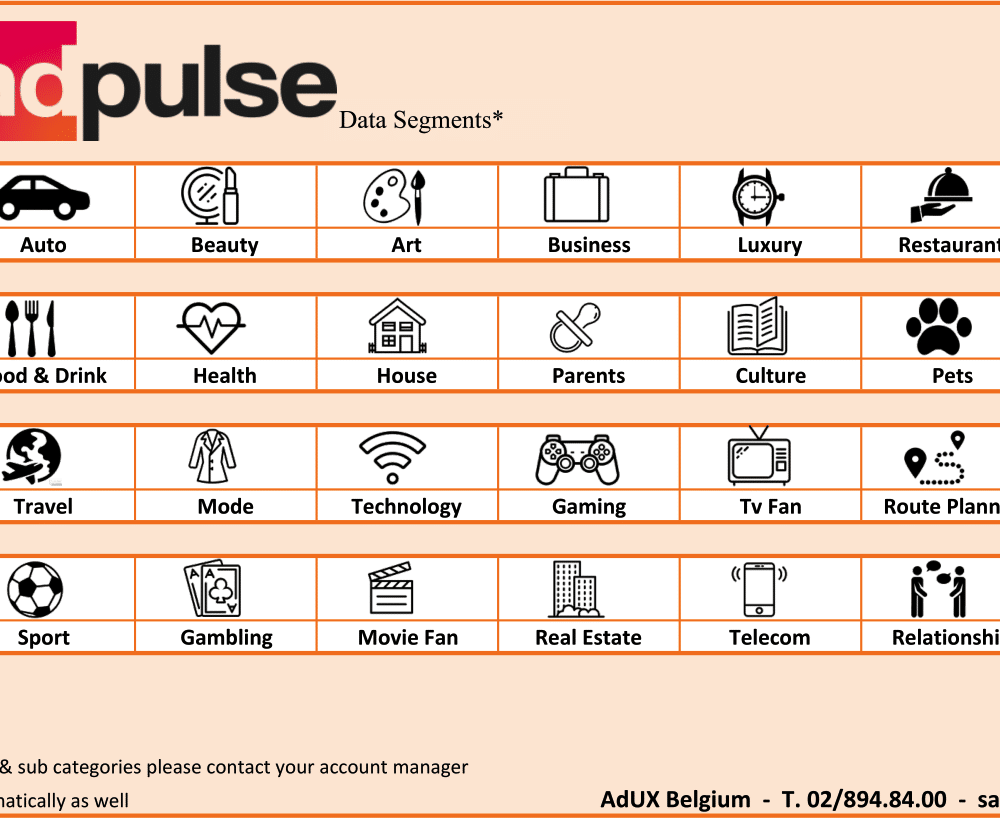 adpulse
Data Segments*
Auto Beauty Art Business Luxury Restaurant
ood & Drink Health House Parents Culture Pets
Travel Mode Technology Gaming Tv Fan Route Plann
Sport Gambling Movie Fan Real Estate Telecom Relationshi
& sub categories please contact your account manager
matically as well
AdUX Belgium - T. 02/894.84.00 - sa